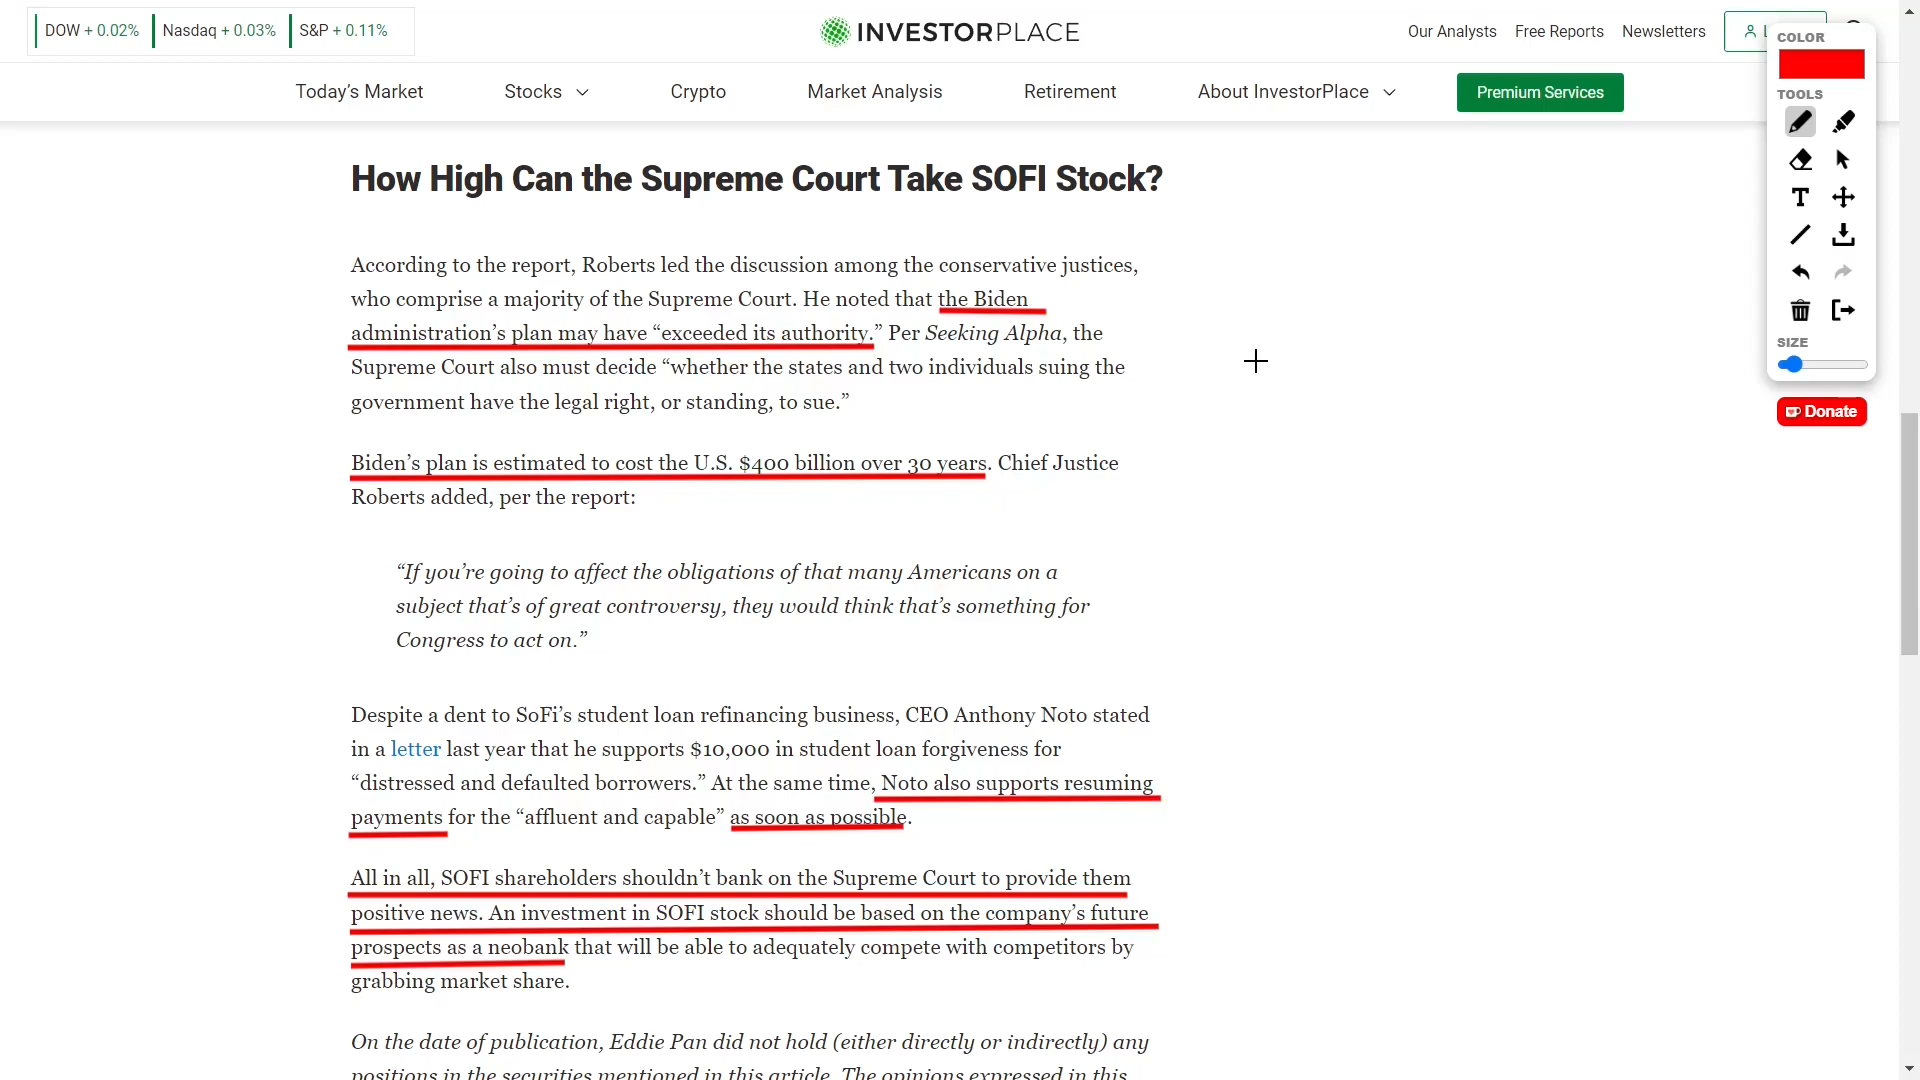 DOW + 0.02% Nasdaq + 0.03% S&P + 0.11%
INVESTORPLACE
Our Analysts Free Reports Newsletters
Today’s Market Stocks Crypto Market Analysis Retirement About InvestorPlace Premium Services
COLOR
TOOLS
SIZE
Donate
How High Can the Supreme Court Take SOFI Stock?
According to the report, Roberts led the discussion among the conservative justices,
who comprise a majority of the Supreme Court. He noted that the Biden
administration’s plan may have “exceeded its authority.” Per Seeking Alpha, the
Supreme Court also must decide “whether the states and two individuals suing the
government have the legal right, or standing, to sue.”
Biden’s plan is estimated to cost the U.S. $400 billion over 30 years. Chief Justice
Roberts added, per the report:
“If you’re going to affect the obligations of that many Americans on a
subject that’s of great controversy, they would think that’s something for
Congress to act on.”
Despite a dent to SoFi’s student loan refinancing business, CEO Anthony Noto stated
in a letter last year that he supports $10,000 in student loan forgiveness for
“distressed and defaulted borrowers.” At the same time, Noto also supports resuming
payments for the “affluent and capable” as soon as possible.
All in all, SOFI shareholders shouldn’t bank on the Supreme Court to provide them
positive news. An investment in SOFI stock should be based on the company’s future
prospects as a neobank that will be able to adequately compete with competitors by
grabbing market share.
On the date of publication, Eddie Pan did not hold (either directly or indirectly) any
positions in the securities mentioned in this article. The opinions expressed in this